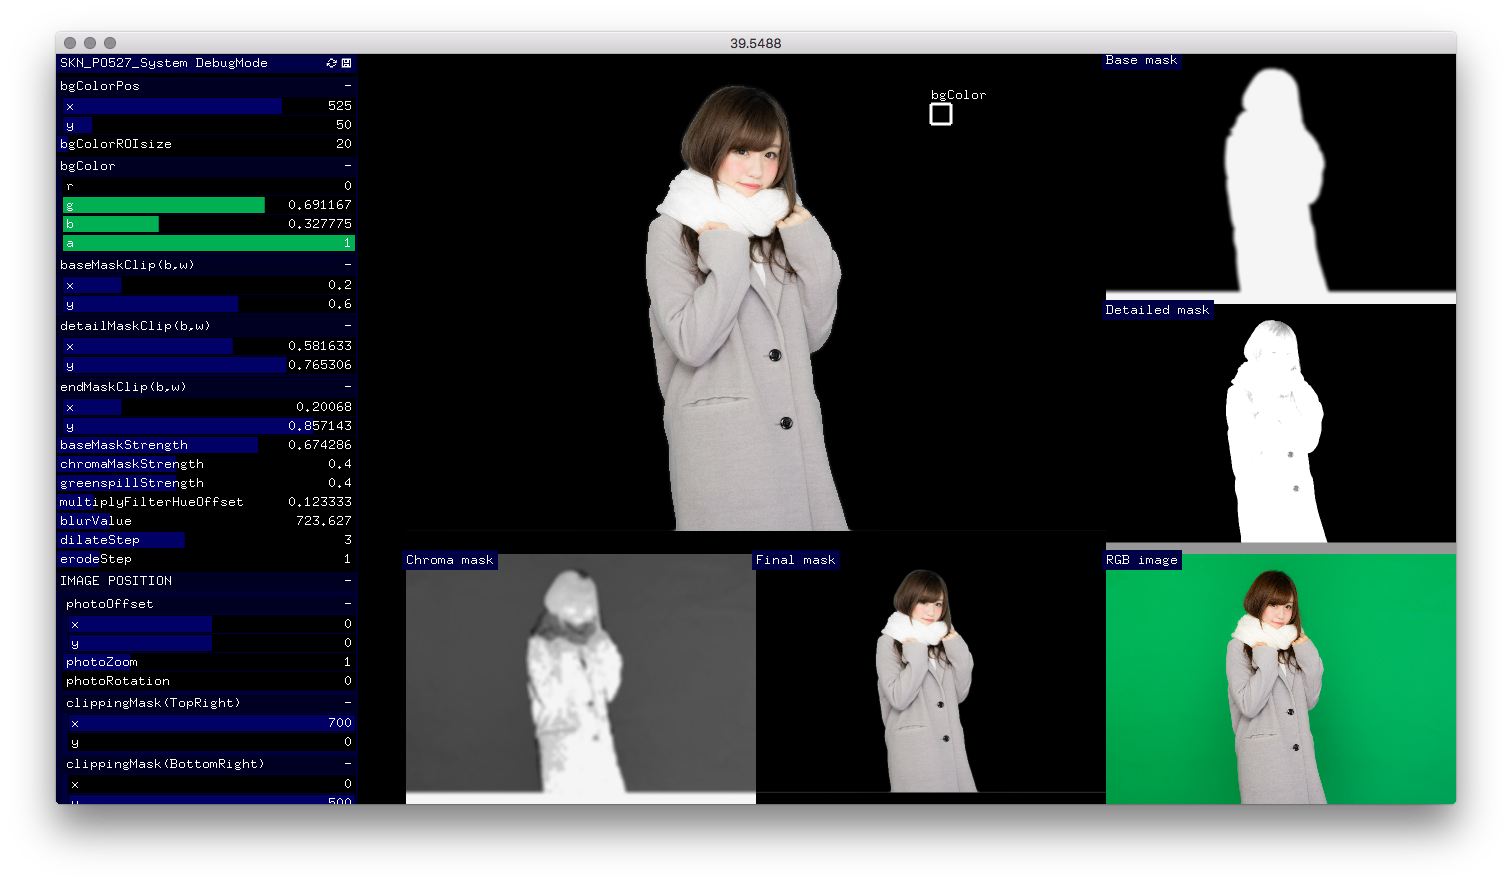 39.5488
SKN_P0527_System DebugMode
bgColorPos -
x 525
y 50
bgColorROIsize 20
bgColor -
r 0
g 0.691167
b 0.327775
a 1
baseMaskClip(b,w) -
x 0.2
y 0.6
detailMaskClip(b,w) -
x 0.581633
y 0.765306
endMaskClip(b,w) -
x 0.20068
y 0.857143
baseMaskStrength 0.674286
chromaMaskStrength 0.4
greenspillStrength 0.4
multiplyFilterHueOffset 0.123333
blurValue 723.627
dilateStep 3
erodeStep 1
IMAGE POSITION -
photoOffset -
x 0
y 0
photoZoom 1
photoRotation 0
clippingMask(TopRight) -
x 700
y 0
clippingMask(BottomRight) -
x 0
y 500
bgColor
Base mask
Detailed mask
Chroma mask
Final mask
RGB image